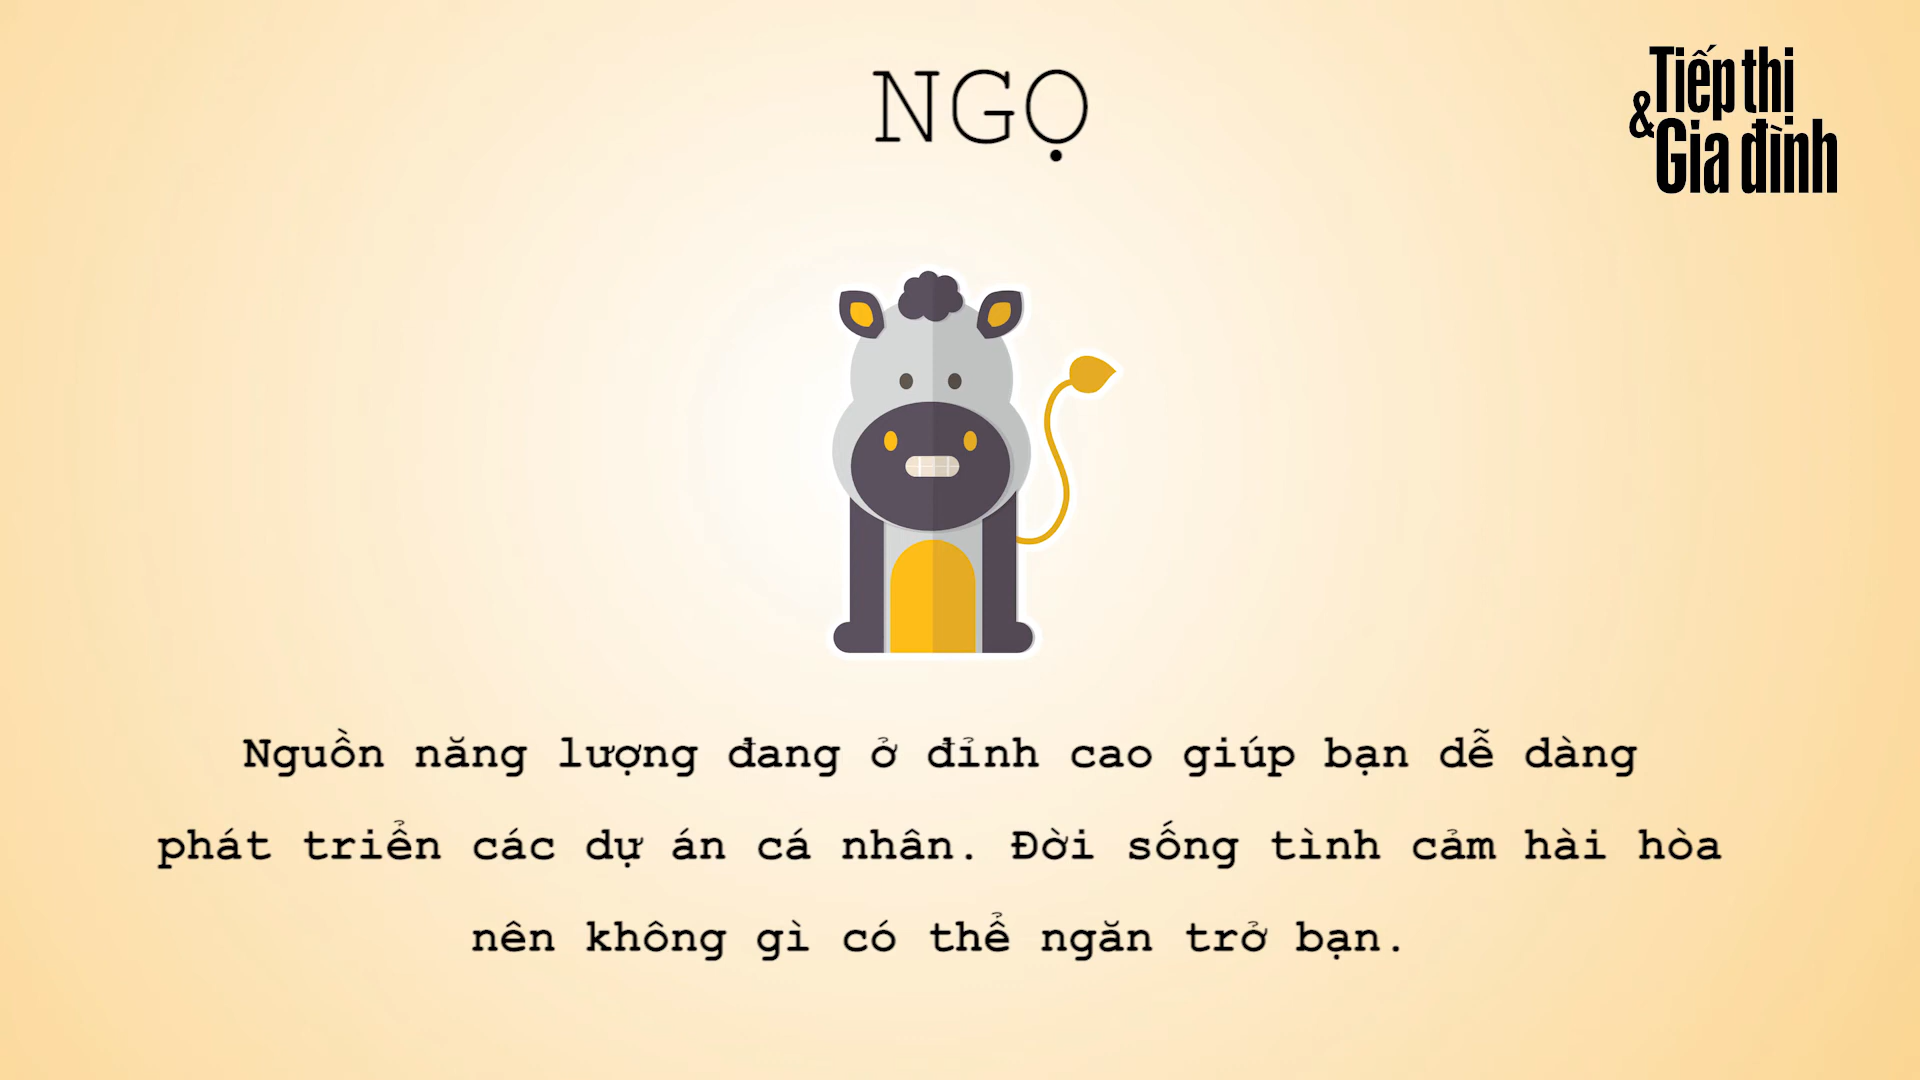 NGỌ
Tiếp thị
& Gia đình
Nguồn năng lượng đang ở đỉnh cao giúp bạn dễ dàng
phát triển các dự án cá nhân. Đời sống tình cảm hài hòa
nên không gì có thể ngăn trở bạn.